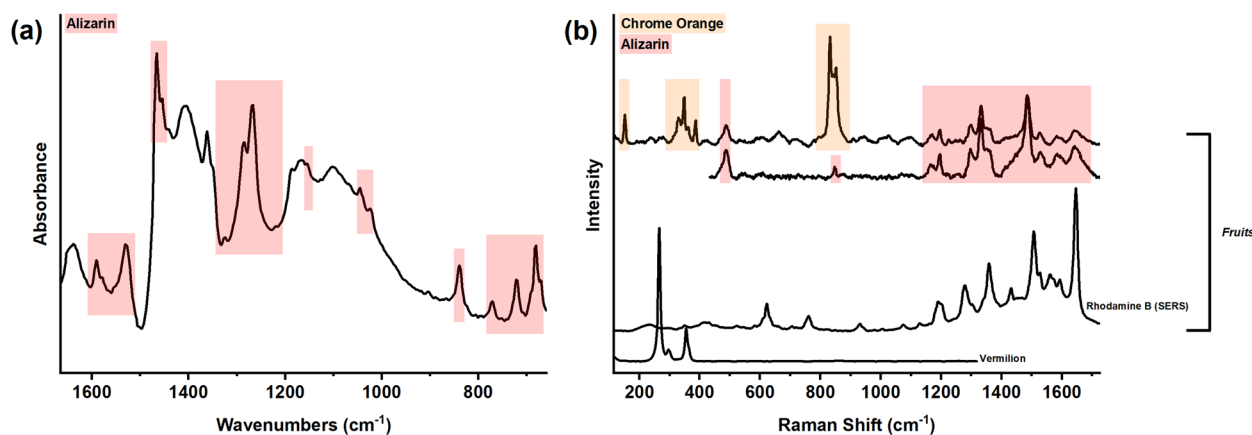 (a)
Alizarin
Absorbance
1600
1400
1200
1000
800
Wavenumbers (cm⁻¹)
(b)
Chrome Orange
Alizarin
Intensity
Fruits
Rhodamine B (SERS)
Vermilion
200
400
600
800
1000
1200
1400
1600
Raman Shift (cm⁻¹)